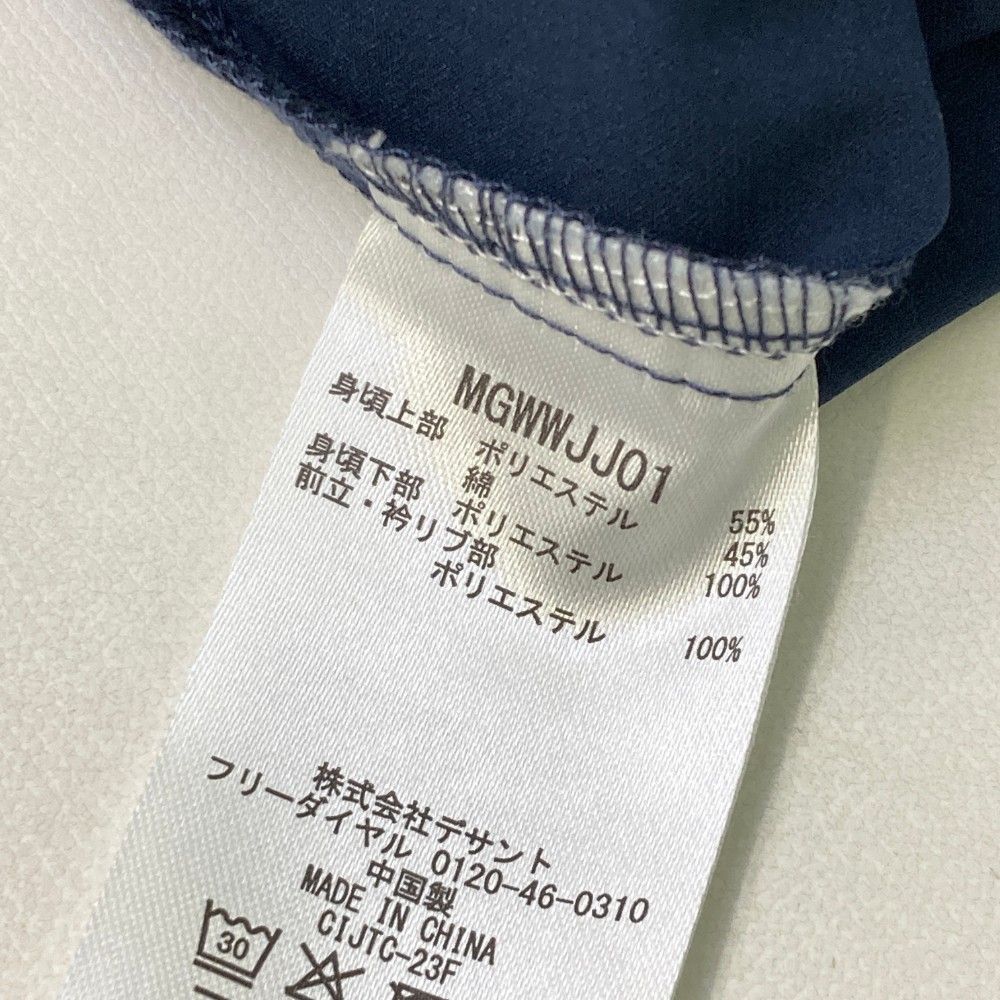 MGWWJJ01
身頃上部 ポリエステル 55%
綿 45%
身頃下部 ポリエステル 100%
前立・衿リブ部
ポリエステル 100%
株式会社デサント
フリーダイヤル 0120-46-0310
中国製
MADE IN CHINA
CIJTC-23F
30